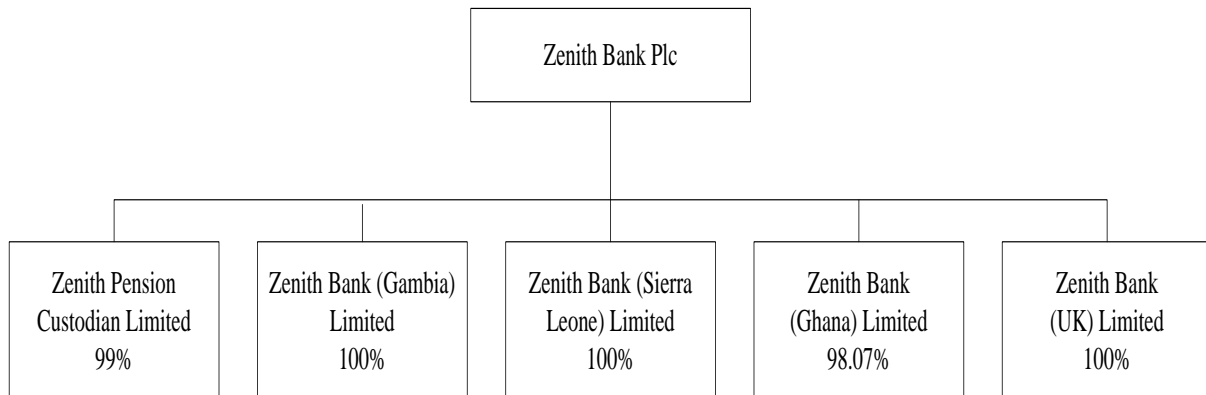 Zenith Bank Plc
Zenith Pension
Custodian Limited
99%
Zenith Bank (Gambia)
Limited
100%
Zenith Bank (Sierra
Leone) Limited
100%
Zenith Bank
(Ghana) Limited
98.07%
Zenith Bank
(UK) Limited
100%